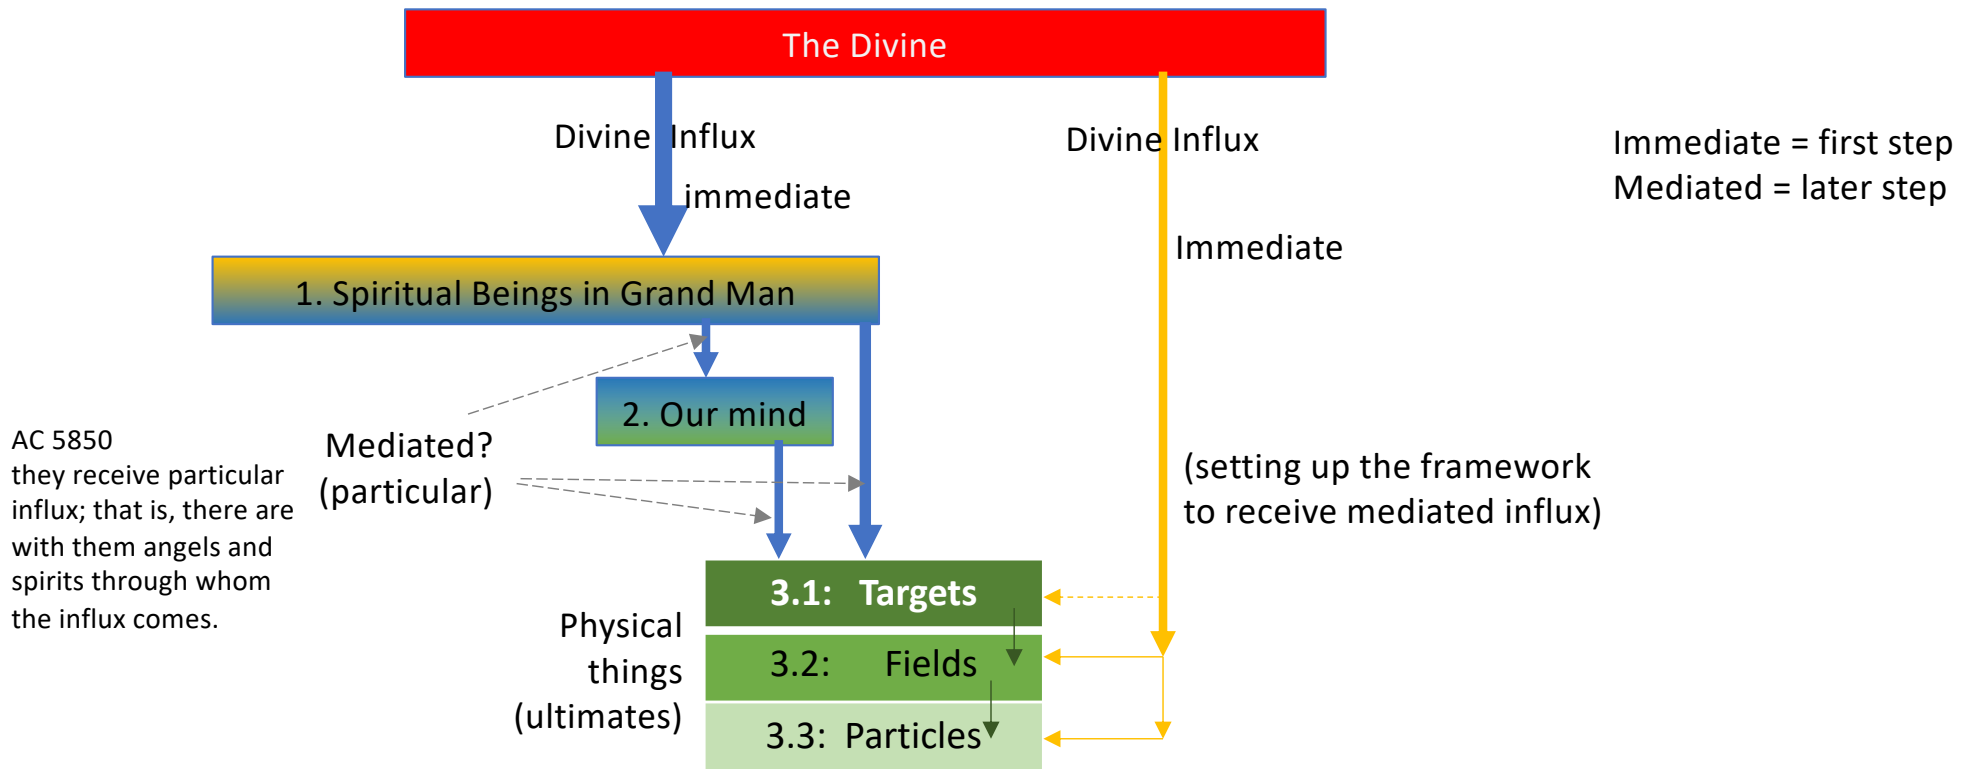 The Divine
Divine Influx
immediate
Divine Influx
Immediate
Immediate = first step
Mediated = later step
1. Spiritual Beings in Grand Man
2. Our mind
AC 5850
they receive particular
influx; that is, there are
with them angels and
spirits through whom
the influx comes.
Mediated?
(particular)
(setting up the framework
to receive mediated influx)
Physical
things
(ultimates)
3.1: Targets
3.2: Fields
3.3: Particles